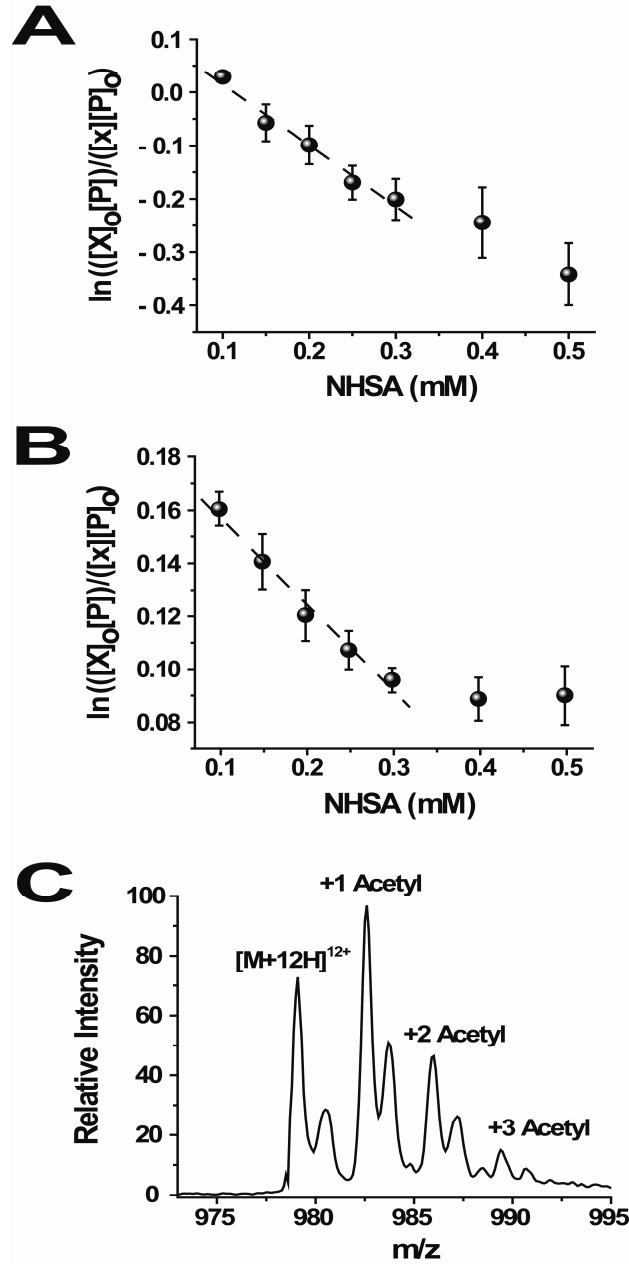 A
ln(([X]O[P])/([x][P]O)
0.1
0.0
- 0.1
- 0.2
- 0.3
- 0.4
0.1 0.2 0.3 0.4 0.5
NHSA (mM)
B
ln(([X]O[P])/([x][P]O)
0.18
0.16
0.14
0.12
0.10
0.08
0.1 0.2 0.3 0.4 0.5
NHSA (mM)
C
Relative Intensity
100
80
60
40
20
0
+1 Acetyl
[M+12H]12+
+2 Acetyl
+3 Acetyl
975 980 985 990 995
m/z